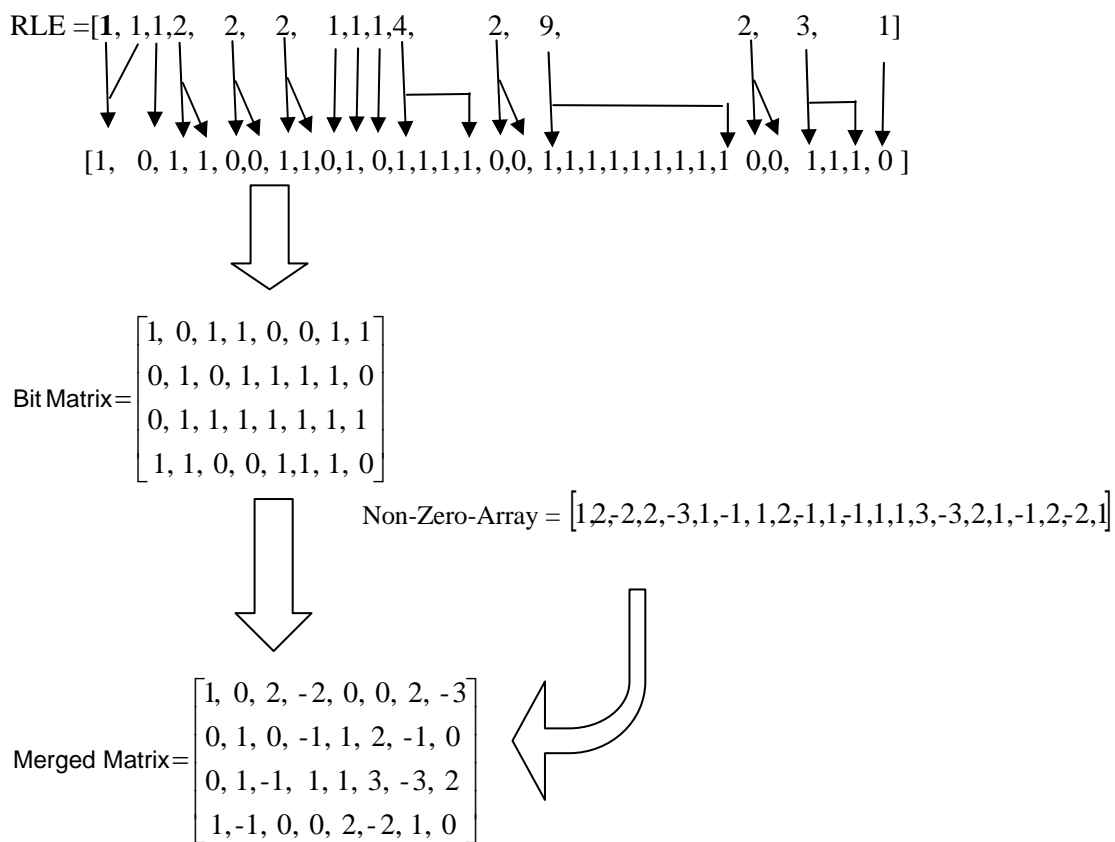 RLE =[1, 1,1,2, 2, 2, 1,1,1,4, 2, 9, 2, 3, 1]
[1, 0, 1, 1, 0,0, 1,1,0,1, 0,1,1,1,1, 0,0, 1,1,1,1,1,1,1,1,1 0,0, 1,1,1, 0 ]
Bit Matrix=
1, 0, 1, 1, 0, 0, 1, 1
0, 1, 0, 1, 1, 1, 1, 0
0, 1, 1, 1, 1, 1, 1, 1
1, 1, 0, 0, 1,1, 1, 0
Non-Zero-Array = [1,2,-2,2,-3,1,-1, 1,2,-1,1,-1,1,1,3,-3,2,1,-1,2,-2,1]
Merged Matrix=
1, 0, 2, -2, 0, 0, 2, -3
0, 1, 0, -1, 1, 2, -1, 0
0, 1,-1, 1, 1, 3, -3, 2
1,-1, 0, 0, 2,-2, 1, 0